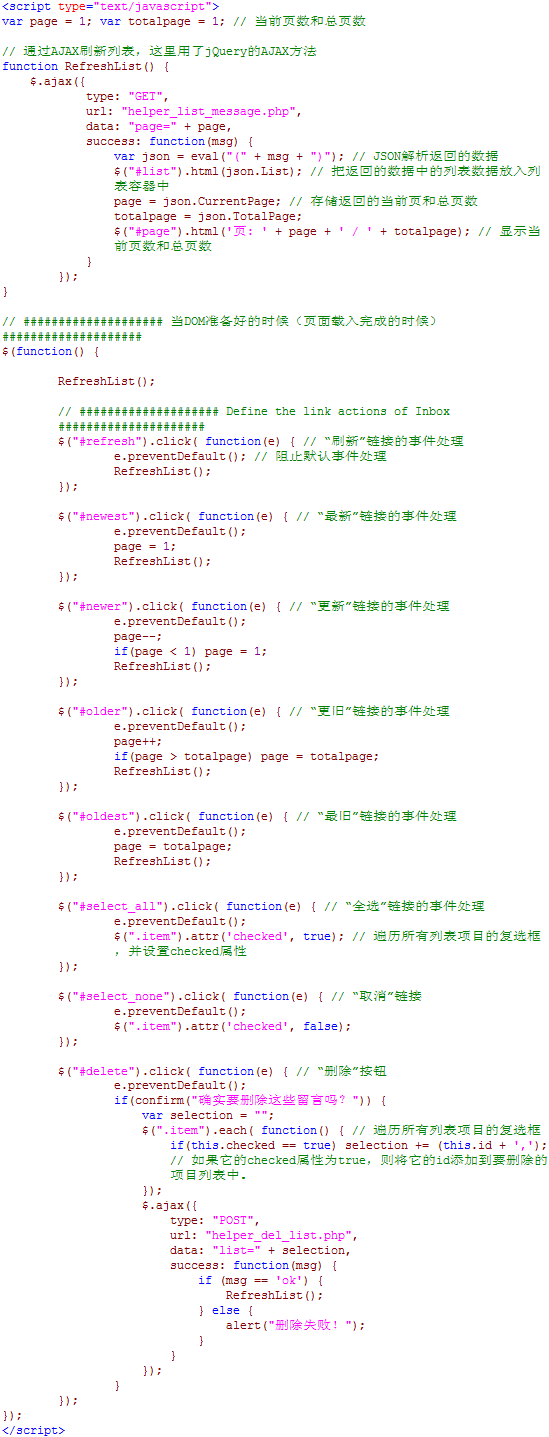 <script type="text/javascript">
var page = 1; var totalpage = 1; // 当前页数和总页数

// 通过AJAX刷新列表，这里用了jQuery的AJAX方法
function RefreshList() {
    $.ajax({
            type: "GET",
            url: "helper_list_message.php",
            data: "page=" + page,
            success: function(msg) {
                var json = eval("(" + msg + ")"); // JSON解析返回的数据
                $("#list").html(json.List); // 把返回的数据中的列表数据放入列
                表容器中
                page = json.CurrentPage; // 存储返回的当前页和总页数
                totalpage = json.TotalPage;
                $("#page").html('页: ' + page + ' / ' + totalpage); // 显示当
                前页数和总页数
            }
        });
}

// #################### 当DOM准备好的时候（页面载入完成的时候）
####################
$(function() {

        RefreshList();

        // #################### Define the link actions of Inbox
        #####################
        $("#refresh").click( function(e) { // “刷新”链接的事件处理
                e.preventDefault(); // 阻止默认事件处理
                RefreshList();
        });

        $("#newest").click( function(e) { // “最新”链接的事件处理
                e.preventDefault();
                page = 1;
                RefreshList();
        });

        $("#newer").click( function(e) { // “更新”链接的事件处理
                e.preventDefault();
                page--;
                if(page < 1) page = 1;
                RefreshList();
        });

        $("#older").click( function(e) { // “更旧”链接的事件处理
                e.preventDefault();
                page++;
                if(page > totalpage) page = totalpage;
                RefreshList();
        });

        $("#oldest").click( function(e) { // “最旧”链接的事件处理
                e.preventDefault();
                page = totalpage;
                RefreshList();
        });

        $("#select_all").click( function(e) { // “全选”链接的事件处理
                e.preventDefault();
                $(".item").attr('checked', true); // 遍历所有列表项目的复选框
                ，并设置checked属性
        });

        $("#select_none").click( function(e) { // “取消”链接
                e.preventDefault();
                $(".item").attr('checked', false);
        });

        $("#delete").click( function(e) { // “删除”按钮
                e.preventDefault();
                if(confirm("确实要删除这些留言吗？")) {
                    var selection = "";
                    $(".item").each( function() { // 遍历所有列表项目的复选框
                        if(this.checked == true) selection += (this.id + ',');
                        // 如果它的checked属性为true，则将它的id添加到要删除的
                        项目列表中。
                    });
                    $.ajax({
                        type: "POST",
                        url: "helper_del_list.php",
                        data: "list=" + selection,
                        success: function(msg) {
                            if (msg == 'ok') {
                                RefreshList();
                            } else {
                                alert("删除失败！");
                            }
                        }
                    });
                }
        });
});
</script>